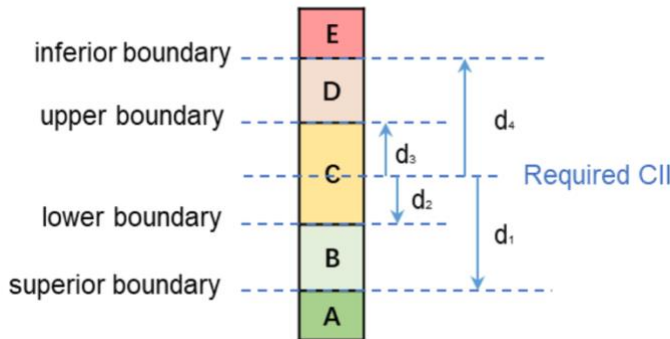 E
inferior boundary
D
upper boundary
d₄
d₃
C
Required CII
d₂
lower boundary
d₁
B
superior boundary
A